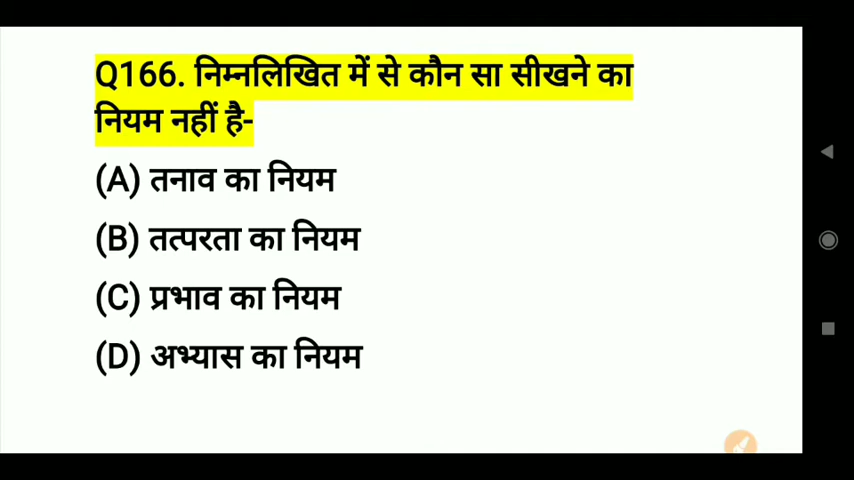 Q166. निम्नलिखित में से कौन सा सीखने का
नियम नहीं है-
(A) तनाव का नियम
(B) तत्परता का नियम
(C) प्रभाव का नियम
(D) अभ्यास का नियम